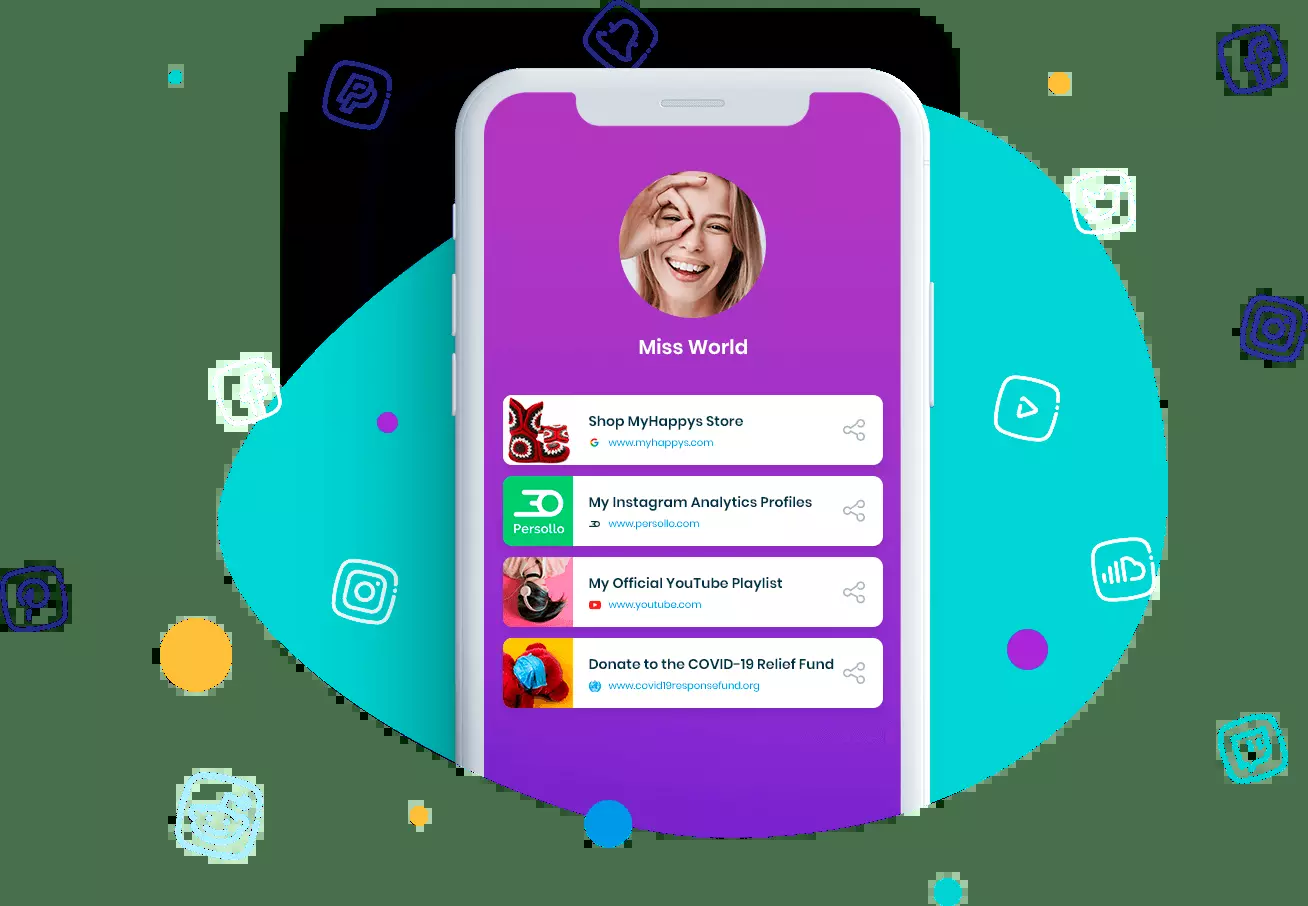 Miss World
Shop MyHappys Store
www.myhappys.com
My Instagram Analytics Profiles
Persollo
www.persollo.com
My Official YouTube Playlist
www.youtube.com
Donate to the COVID-19 Relief Fund
www.covid19responsefund.org